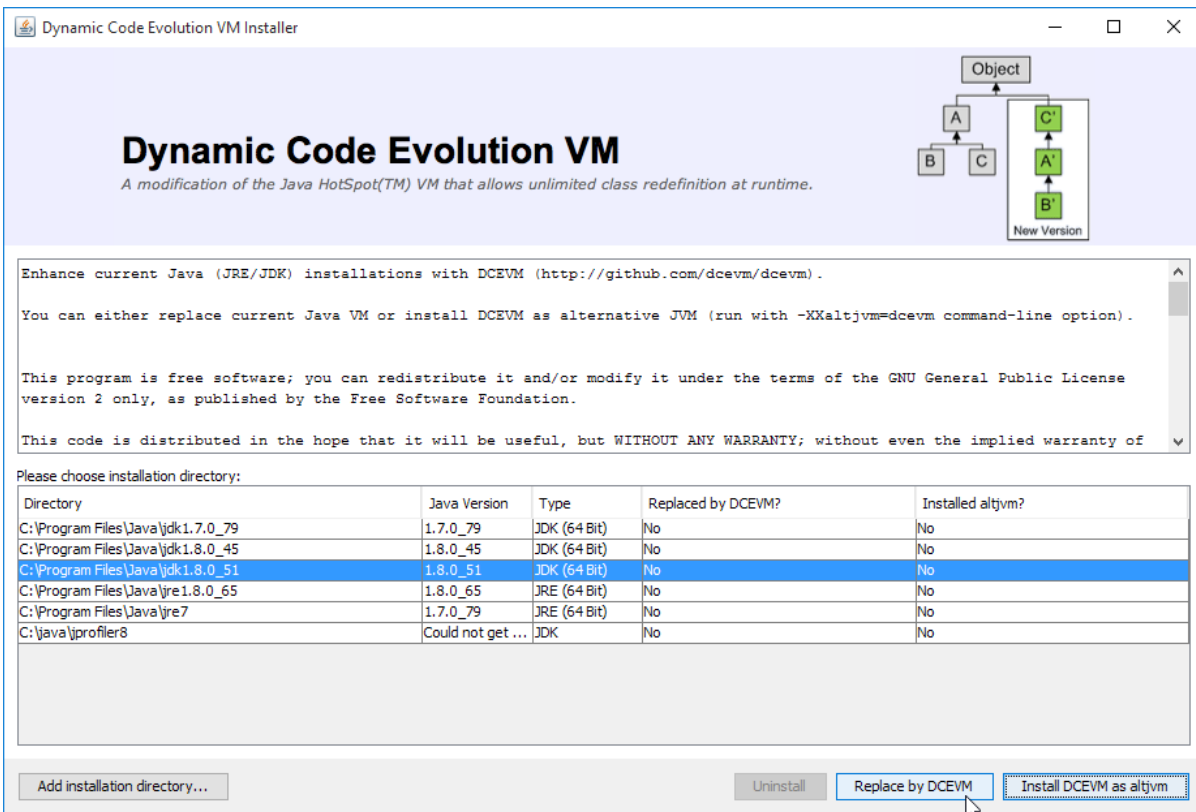 Dynamic Code Evolution VM Installer
Object
A
C'
B
C
A'
B'
New Version
Dynamic Code Evolution VM
A modification of the Java HotSpot(TM) VM that allows unlimited class redefinition at runtime.
Enhance current Java (JRE/JDK) installations with DCEVM (http://github.com/dcevm/dcevm).
You can either replace current Java VM or install DCEVM as alternative JVM (run with -XXaltjvm=dcevm command-line option).
This program is free software; you can redistribute it and/or modify it under the terms of the GNU General Public License
version 2 only, as published by the Free Software Foundation.
This code is distributed in the hope that it will be useful, but WITHOUT ANY WARRANTY; without even the implied warranty of
Please choose installation directory:
Directory Java Version Type Replaced by DCEVM? Installed altjvm?
C:\Program Files\Java\jdk1.7.0_79 1.7.0_79 JDK (64 Bit) No No
C:\Program Files\Java\jdk1.8.0_45 1.8.0_45 JDK (64 Bit) No No
C:\Program Files\Java\jdk1.8.0_51 1.8.0_51 JDK (64 Bit) No No
C:\Program Files\Java\jre1.8.0_65 1.8.0_65 JRE (64 Bit) No No
C:\Program Files\Java\jre7 1.7.0_79 JRE (64 Bit) No No
C:\java\jprofiler8 Could not get ... JDK No No
Add installation directory... Uninstall Replace by DCEVM Install DCEVM as altjvm